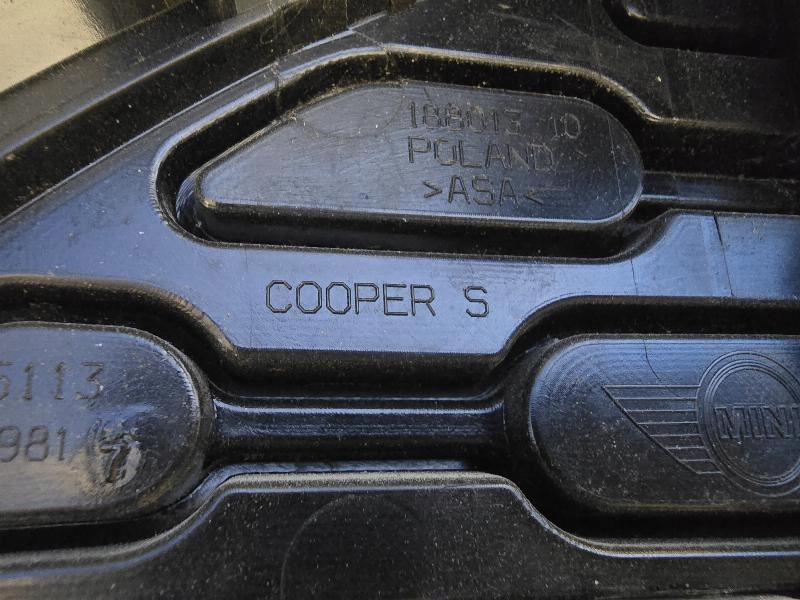 188013 10
POLAND
>ASA<
COOPER S
5113
981
MINI